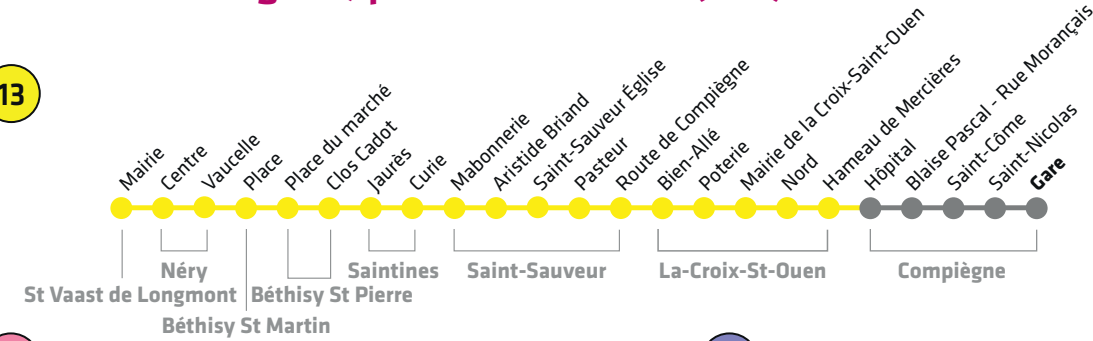 13
Mairie
Centre
Vaucelle
Place
Place du marché
Clos Cadot
Jaurès
Curie
Mabonnerie
Aristide Briand
Saint-Sauveur Église
Pasteur
Route de Compiègne
Bien-Allé
Poterie
Mairie de la Croix-Saint-Ouen
Nord
Hameau de Mercières
Hôpital
Blaise Pascal - Rue Morançais
Saint-Côme
Saint-Nicolas
Gare
Néry
Saintines
Saint-Sauveur
La-Croix-St-Ouen
Compiègne
St Vaast de Longmont
Béthisy St Pierre
Béthisy St Martin